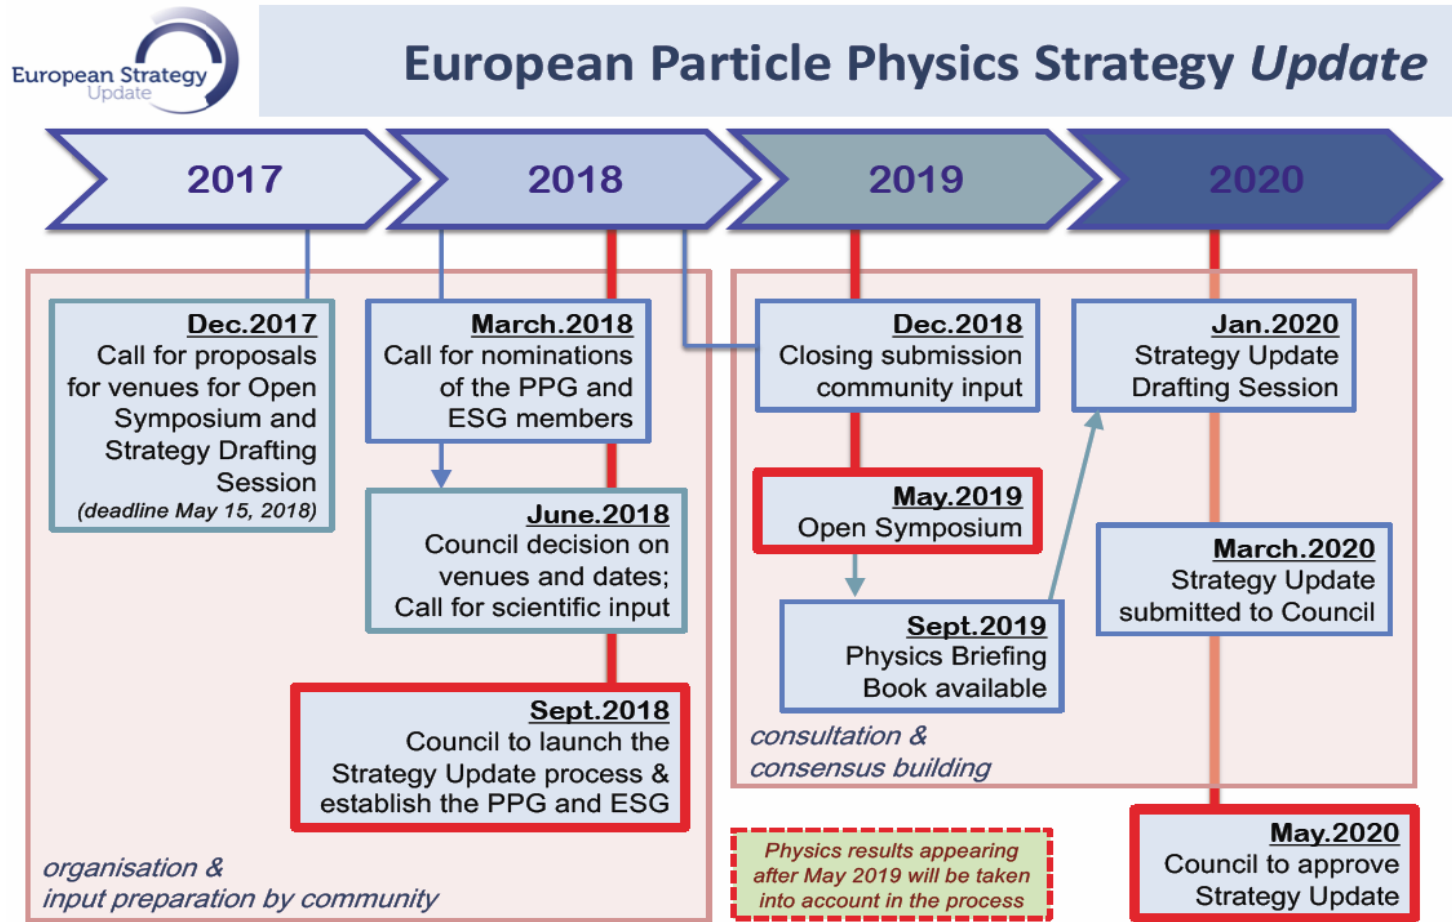 European Strategy
Update
European Particle Physics Strategy Update
2017
2018
2019
2020
Dec.2017
Call for proposals
for venues for Open
Symposium and
Strategy Drafting
Session
(deadline May 15, 2018)
March.2018
Call for nominations
of the PPG and
ESG members
June.2018
Council decision on
venues and dates;
Call for scientific input
Sept.2018
Council to launch the
Strategy Update process &
establish the PPG and ESG
organisation &
input preparation by community
Dec.2018
Closing submission
community input
May.2019
Open Symposium
Sept.2019
Physics Briefing
Book available
Jan.2020
Strategy Update
Drafting Session
March.2020
Strategy Update
submitted to Council
consultation &
consensus building
Physics results appearing
after May 2019 will be taken
into account in the process
May.2020
Council to approve
Strategy Update